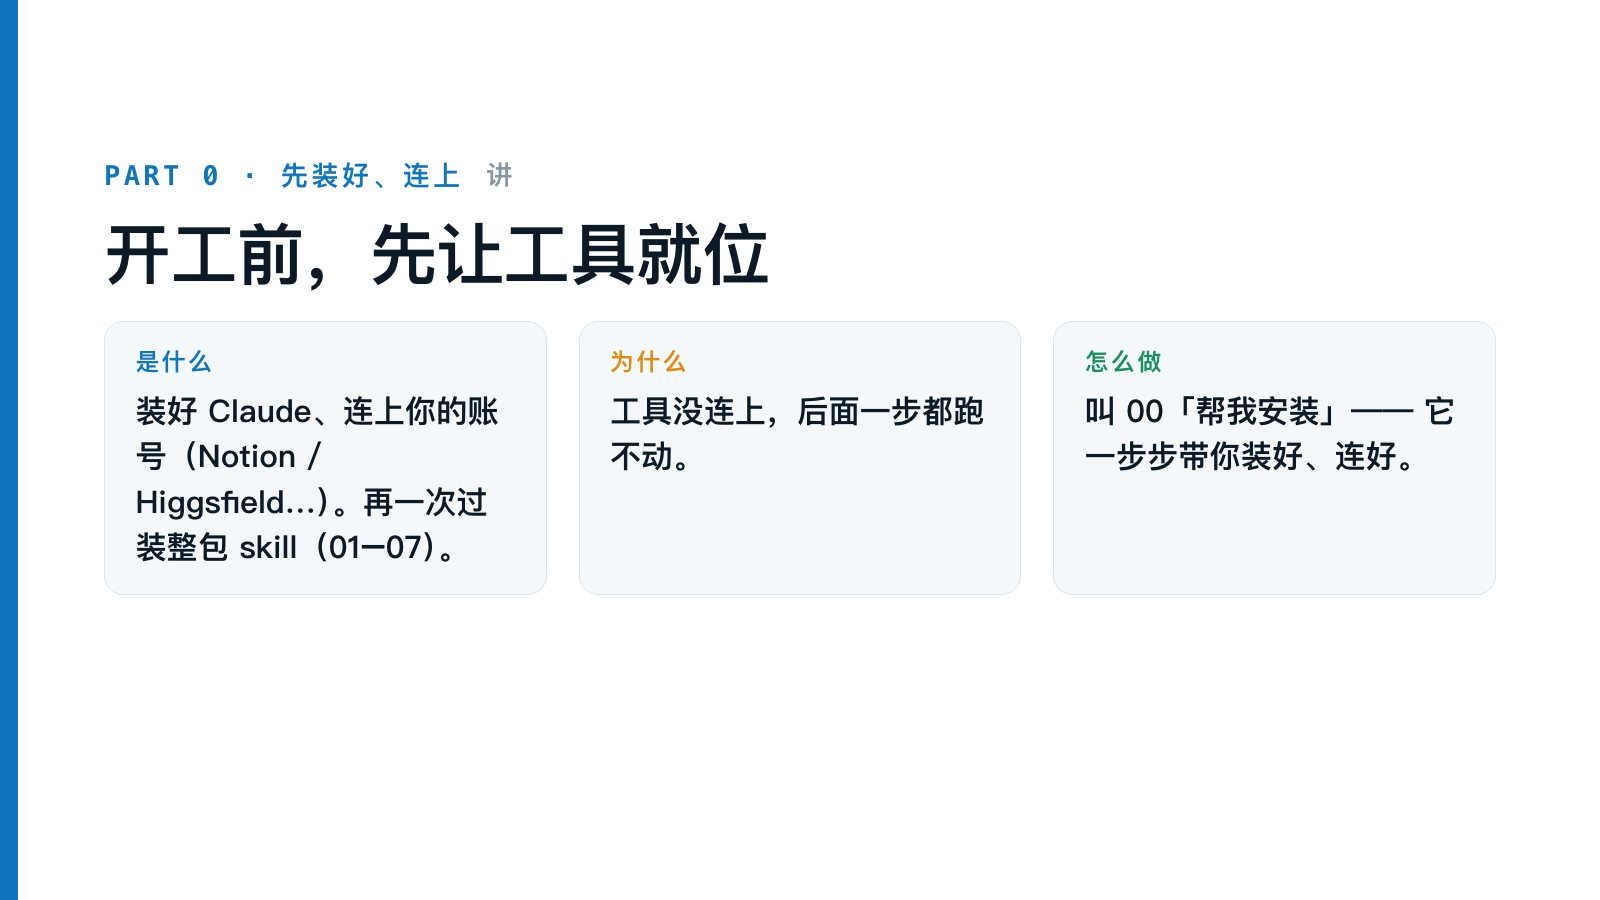 PART 0 · 先装好、连上 讲
开工前，先让工具就位
是什么
装好 Claude、连上你的账
号（Notion /
Higgsfield…）。再一次过
装整包 skill（01–07）。
为什么
工具没连上，后面一步都跑
不动。
怎么做
叫 00「帮我安装」—— 它
一步步带你装好、连好。